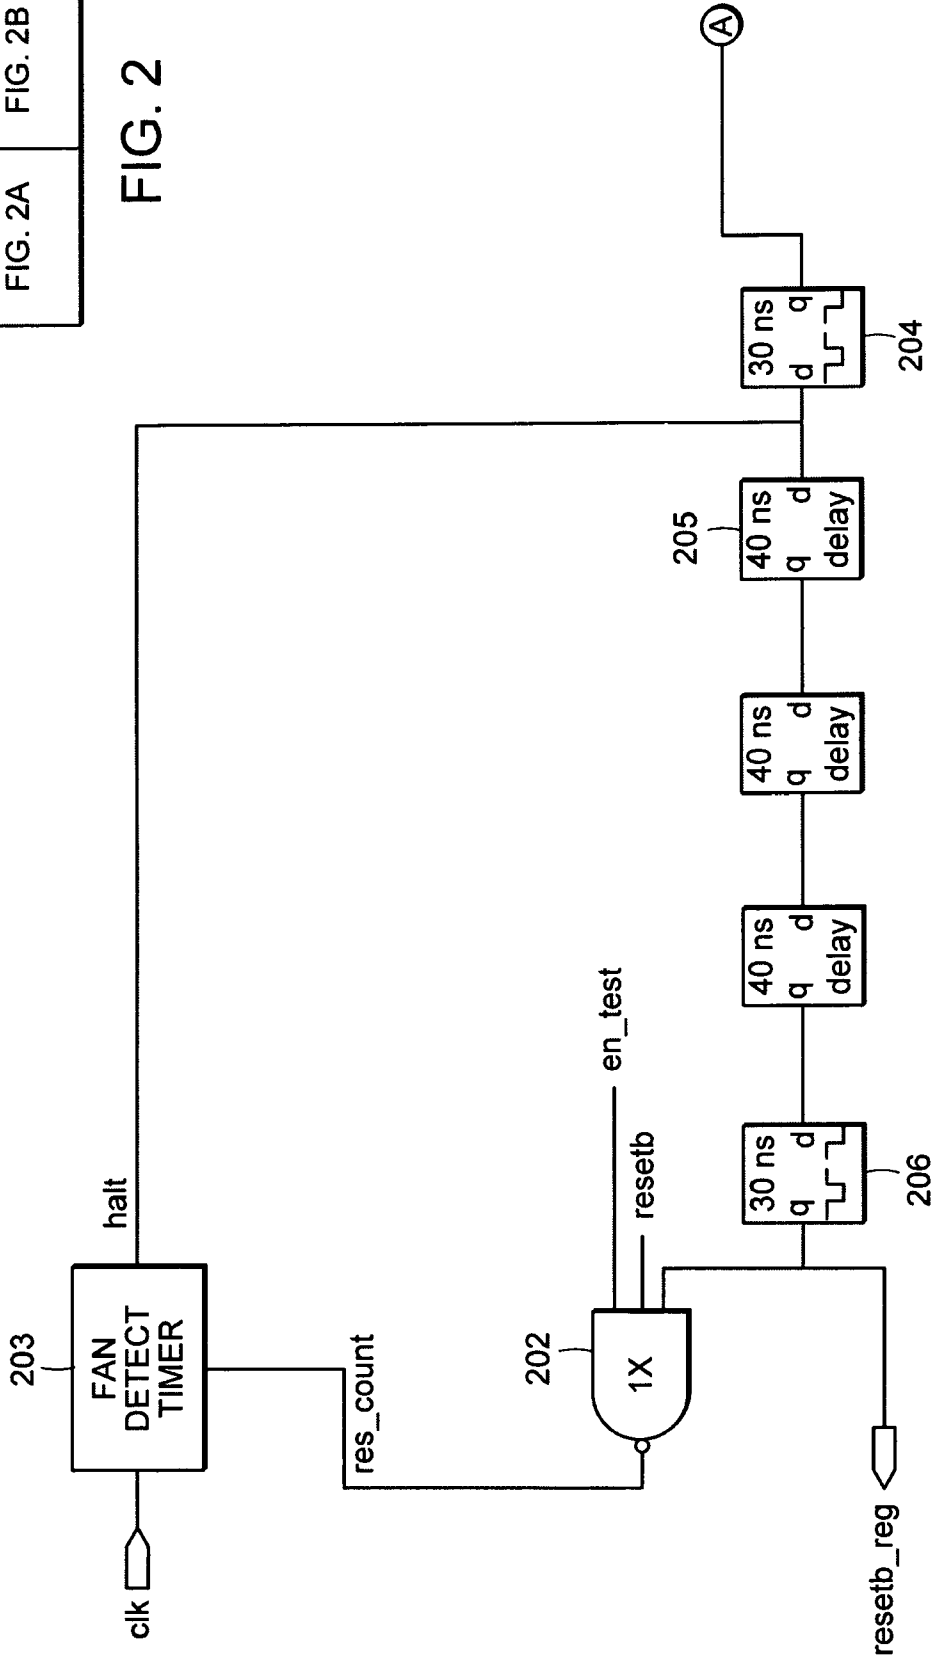 FIG. 2A
FIG. 2B
FIG. 2
clk
203
FAN
DETECT
TIMER
halt
res_count
202
1X
en_test
resetb
resetb_reg
30 ns
q d
206
40 ns
q d
delay
40 ns
q d
delay
205
40 ns
q d
delay
30 ns
d q
204
A